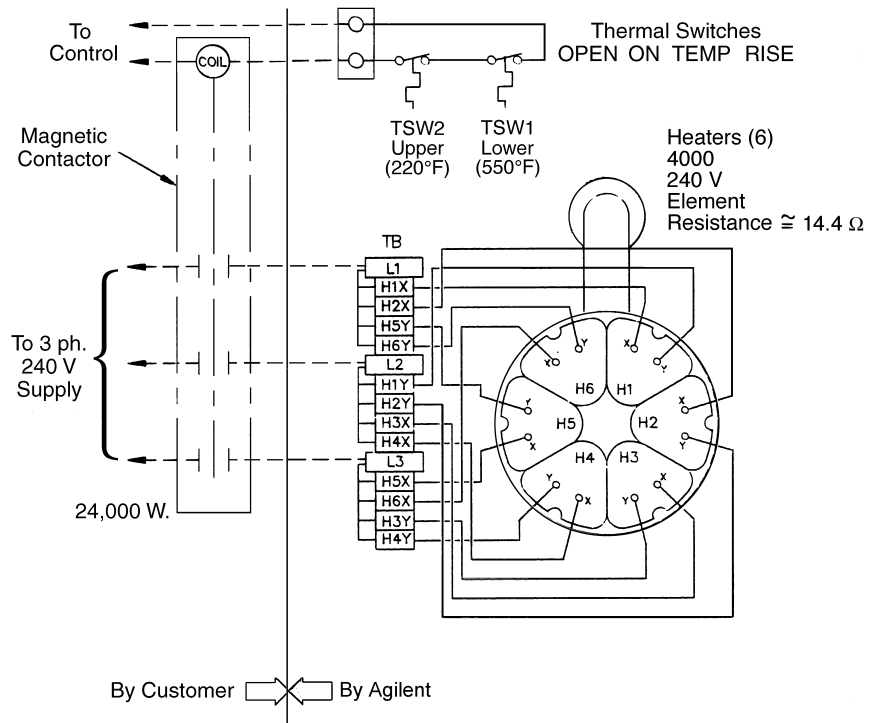 To
Control
COIL
Thermal Switches
OPEN ON TEMP RISE
Magnetic
Contactor
TSW2
Upper
(220°F)
TSW1
Lower
(550°F)
Heaters (6)
4000
240 V
Element
Resistance ≅ 14.4 Ω
TB
L1
H1X
H2X
H5Y
H6Y
L2
H1Y
H2Y
H3X
H4X
L3
H5X
H6X
H3Y
H4Y
To 3 ph.
240 V
Supply
24,000 W.
X
Y
H6
X
Y
H1
Y
X
H5
X
Y
H2
Y
X
H4
Y
X
H3
By Customer
By Agilent